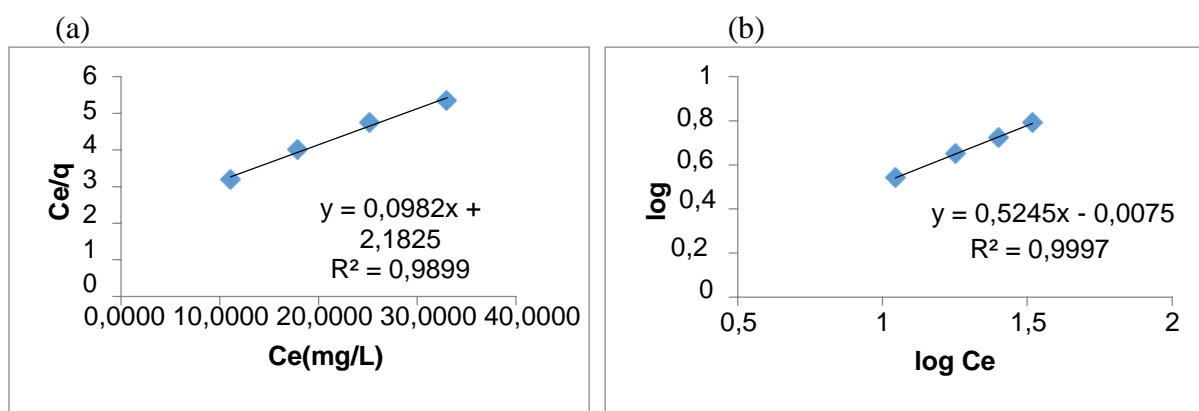 (a)
6
5
4
3
2
1
0
Ce/q
0,0000 10,0000 20,0000 30,0000 40,0000
Ce(mg/L)
y = 0,0982x +
2,1825
R² = 0,9899
(b)
1
0,8
0,6
0,4
0,2
0
log
0,5 1 1,5 2
log Ce
y = 0,5245x - 0,0075
R² = 0,9997